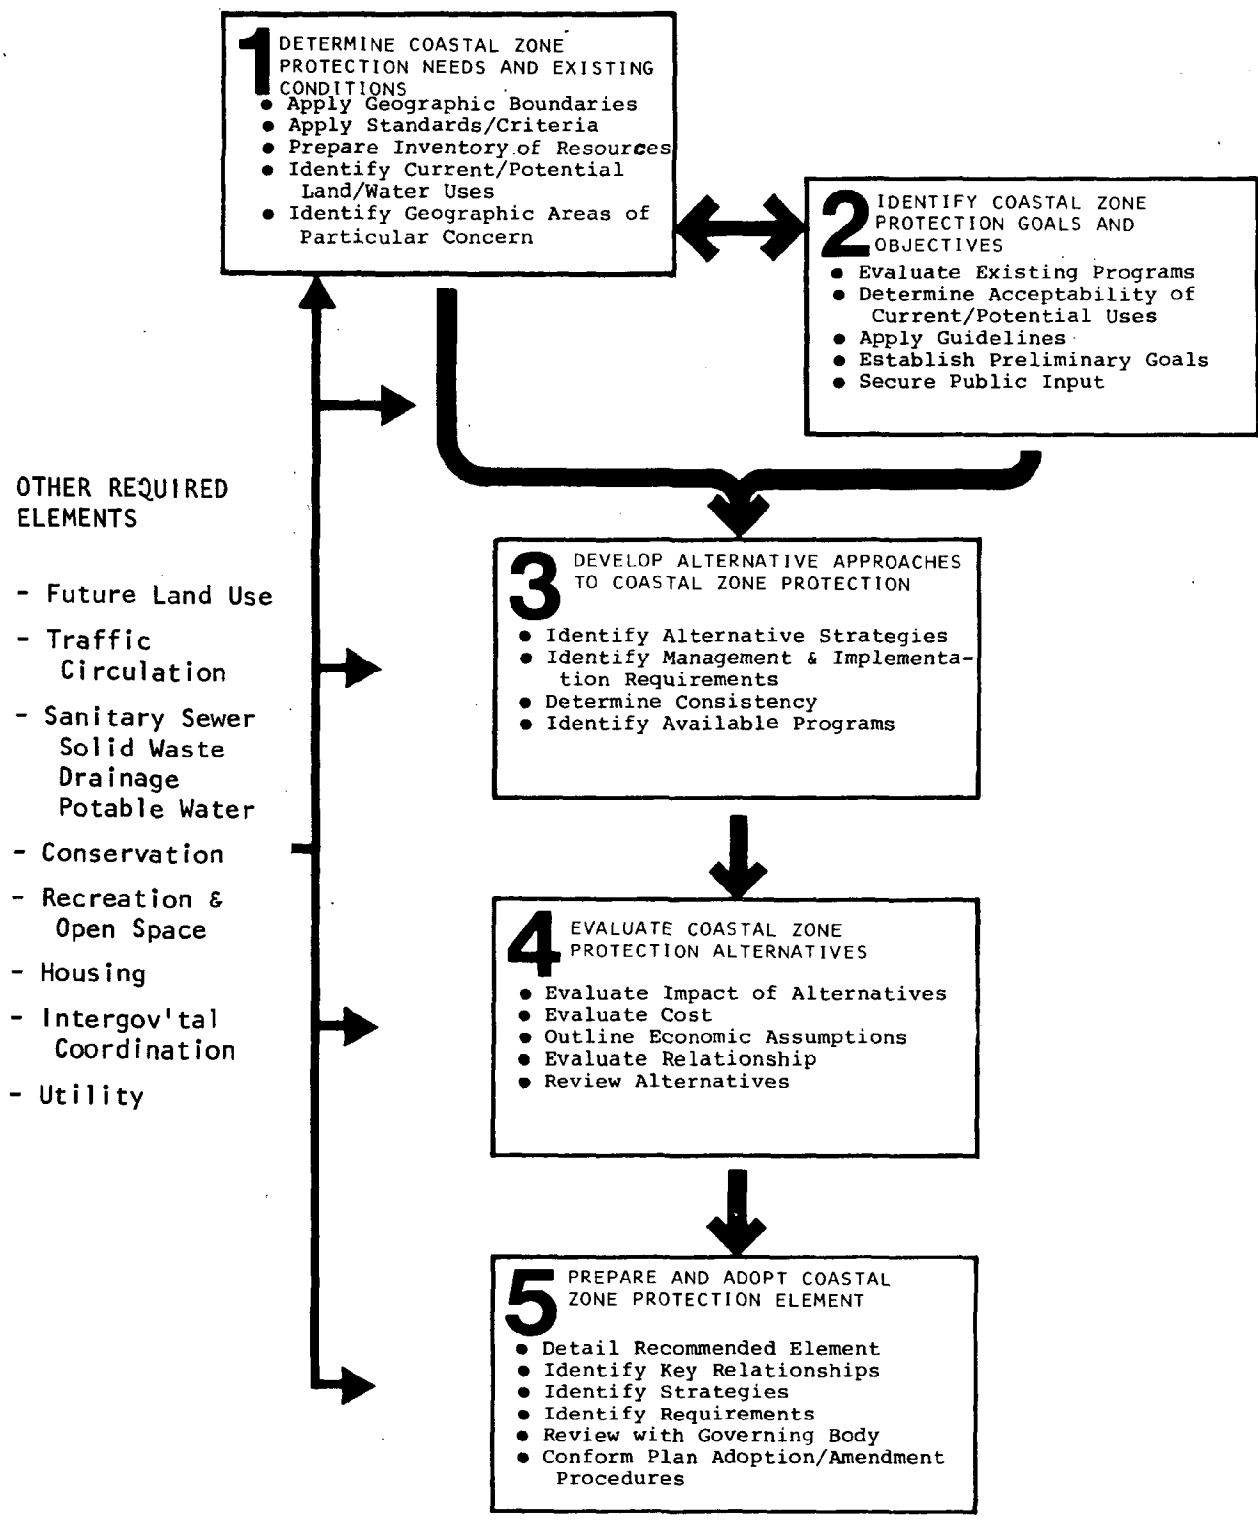 1 DETERMINE COASTAL ZONE
PROTECTION NEEDS AND EXISTING
CONDITIONS
● Apply Geographic Boundaries
● Apply Standards/Criteria
● Prepare Inventory of Resources
● Identify Current/Potential
Land/Water Uses
● Identify Geographic Areas of
Particular Concern
2 IDENTIFY COASTAL ZONE
PROTECTION GOALS AND
OBJECTIVES
● Evaluate Existing Programs
● Determine Acceptability of
Current/Potential Uses
● Apply Guidelines
● Establish Preliminary Goals
● Secure Public Input
OTHER REQUIRED
ELEMENTS
- Future Land Use
- Traffic
Circulation
- Sanitary Sewer
Solid Waste
Drainage
Potable Water
- Conservation
- Recreation &
Open Space
- Housing
- Intergov'tal
Coordination
- Utility
3 DEVELOP ALTERNATIVE APPROACHES
TO COASTAL ZONE PROTECTION
● Identify Alternative Strategies
● Identify Management & Implementa-
tion Requirements
● Determine Consistency
● Identify Available Programs
4 EVALUATE COASTAL ZONE
PROTECTION ALTERNATIVES
● Evaluate Impact of Alternatives
● Evaluate Cost
● Outline Economic Assumptions
● Evaluate Relationship
● Review Alternatives
5 PREPARE AND ADOPT COASTAL
ZONE PROTECTION ELEMENT
● Detail Recommended Element
● Identify Key Relationships
● Identify Strategies
● Identify Requirements
● Review with Governing Body
● Conform Plan Adoption/Amendment
Procedures